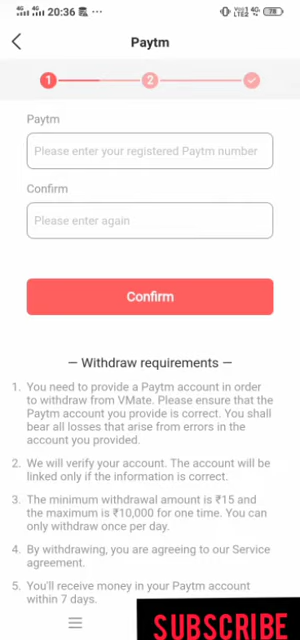 20:36
Paytm
1 2
Paytm
Please enter your registered Paytm number
Confirm
Please enter again
Confirm
— Withdraw requirements —
1. You need to provide a Paytm account in order
to withdraw from VMate. Please ensure that the
Paytm account you provide is correct. You shall
bear all losses that arise from errors in the
account you provided.
2. We will verify your account. The account will be
linked only if the information is correct.
3. The minimum withdrawal amount is ₹15 and
the maximum is ₹10,000 for one time. You can
only withdraw once per day.
4. By withdrawing, you are agreeing to our Service
agreement.
5. You'll receive money in your Paytm account
within 7 days.
SUBSCRIBE